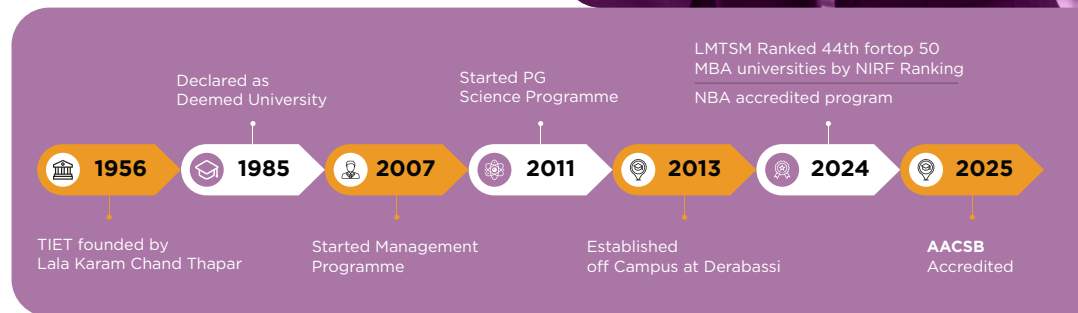 LMTSM Ranked 44th fortop 50
MBA universities by NIRF Ranking
NBA accredited program
Declared as
Deemed University
Started PG
Science Programme
1956
1985
2007
2011
2013
2024
2025
TIET founded by
Lala Karam Chand Thapar
Started Management
Programme
Established
off Campus at Derabassi
AACSB
Accredited